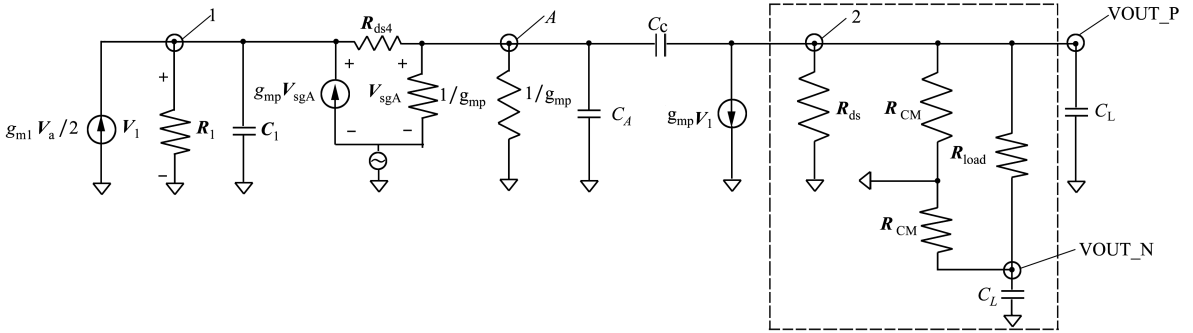 1
R_ds4
A
C_C
2
VOUT_P
+
+
+
g_mp V_sgA
V_sgA
1/g_mp
1/g_mp
C_A
g_mp V_1
R_ds
R_CM
C_L
g_m1 V_a /2
V_1
R_1
C_1
R_load
−
−
−
R_CM
VOUT_N
C_L